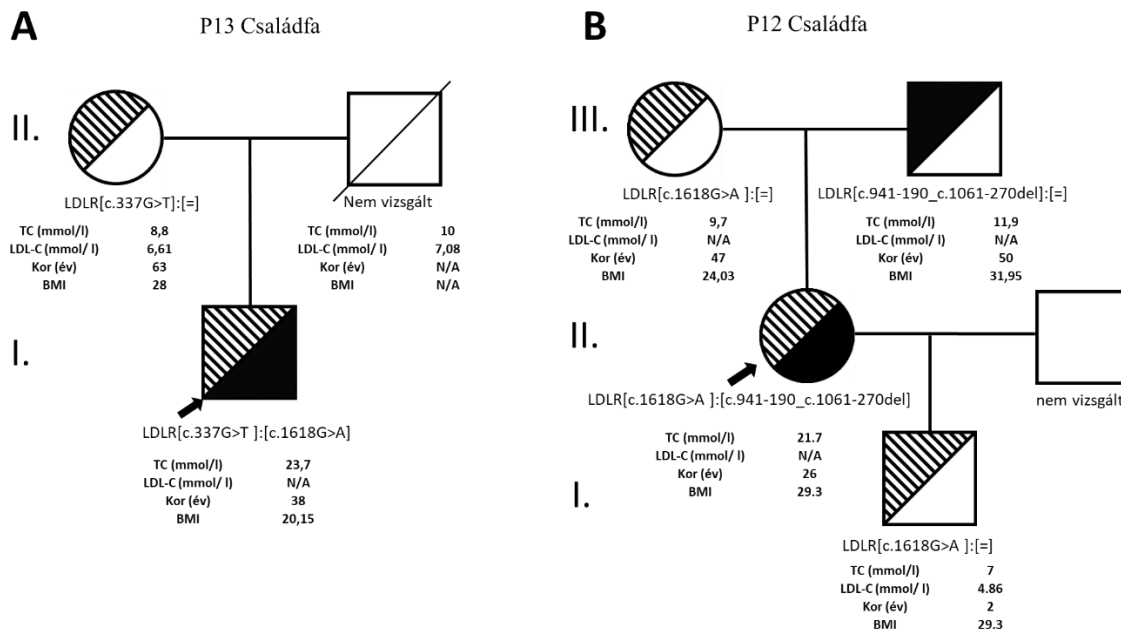 A
P13 Családfa
II.
LDLR[c.337G>T]:[=]
TC (mmol/l) 8,8
LDL-C (mmol/ l) 6,61
Kor (év) 63
BMI 28
Nem vizsgált
10
7,08
N/A
N/A
TC (mmol/l)
LDL-C (mmol/ l)
Kor (év)
BMI
I.
LDLR[c.337G>T ]:[c.1618G>A]
TC (mmol/l) 23,7
LDL-C (mmol/ l) N/A
Kor (év) 38
BMI 20,15
B
P12 Családfa
III.
LDLR[c.1618G>A ]:[=]
TC (mmol/l) 9,7
LDL-C (mmol/ l) N/A
Kor (év) 47
BMI 24,03
LDLR[c.941-190_c.1061-270del]:[=]
TC (mmol/l) 11,9
LDL-C (mmol/ l) N/A
Kor (év) 50
BMI 31,95
II.
LDLR[c.1618G>A ]:[c.941-190_c.1061-270del]
TC (mmol/l) 21.7
LDL-C (mmol/ l) N/A
Kor (év) 26
BMI 29.3
nem vizsgált
I.
LDLR[c.1618G>A ]:[=]
TC (mmol/l) 7
LDL-C (mmol/ l) 4.86
Kor (év) 2
BMI 29.3